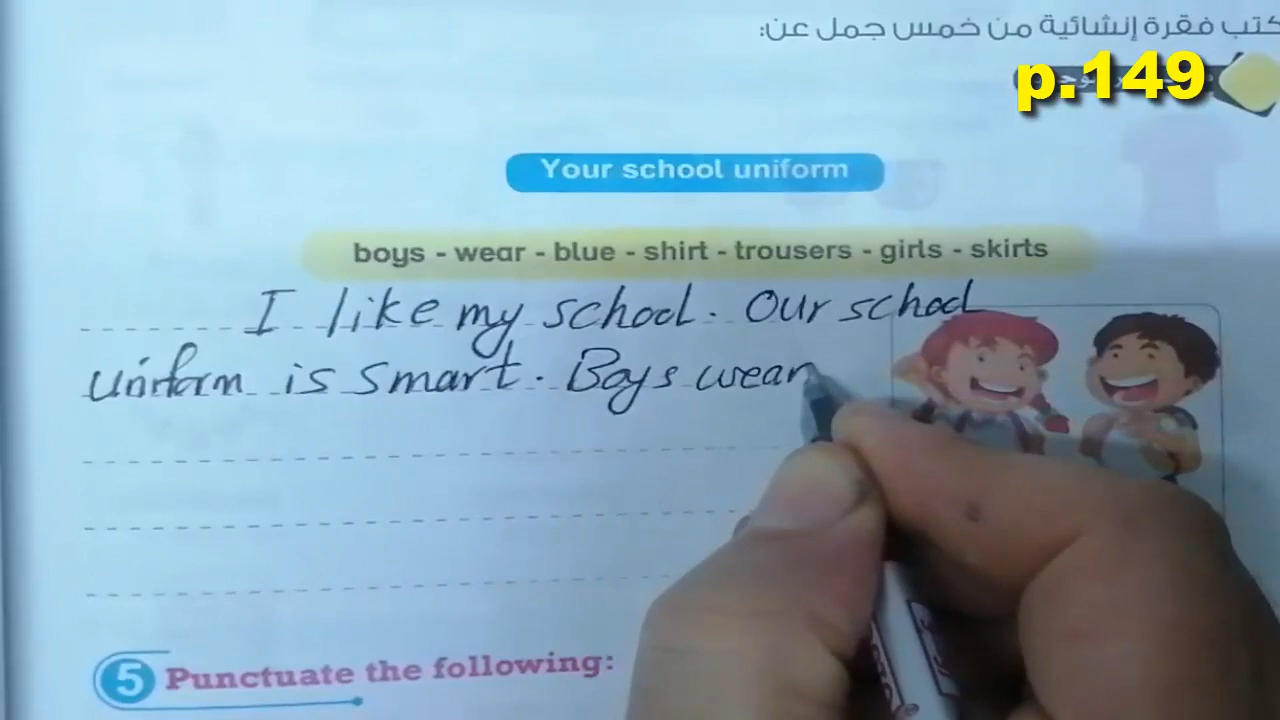 كتب فقرة إنشائية من خمس جمل عن:
p.149
Your school uniform
boys - wear - blue - shirt - trousers - girls - skirts
I like my school. Our school
uniform is smart. Boys wear
5 Punctuate the following: